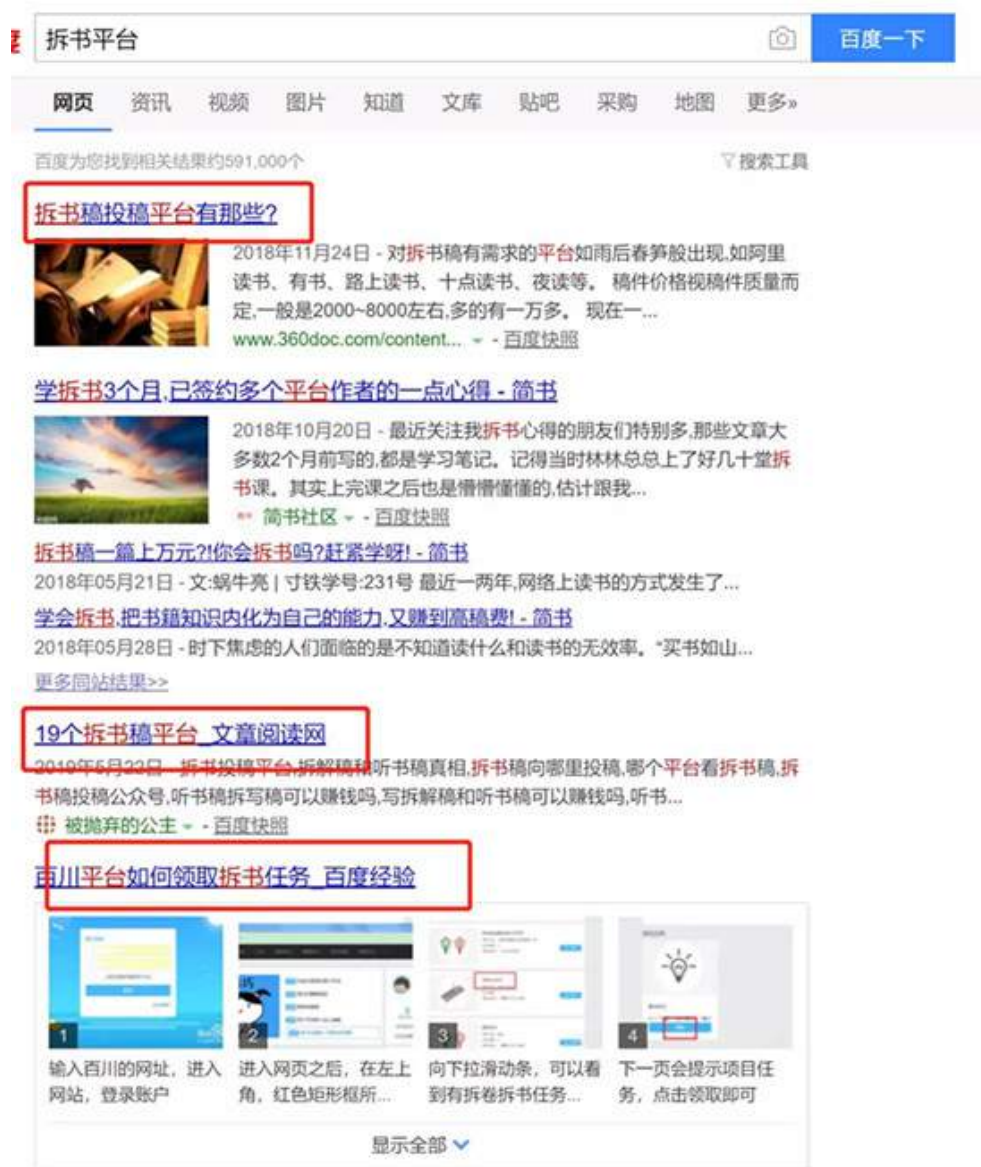 拆书平台
百度一下
网页 资讯 视频 图片 知道 文库 贴吧 采购 地图 更多»
百度为您找到相关结果约591,000个
搜索工具
拆书稿投稿平台有那些?
2018年11月24日 - 对拆书稿有需求的平台如雨后春笋般出现,如阿里
读书、有书、路上读书、十点读书、夜读等。 稿件价格视稿件质量而
定,一般是2000~8000左右,多的有一万多。 现在一...
www.360doc.com/content... - 百度快照
学拆书3个月,已签约多个平台作者的一点心得 - 简书
2018年10月20日 - 最近关注我拆书心得的朋友们特别多,那些文章大
多数2个月前写的,都是学习笔记。记得当时林林总总上了好几十堂拆
书课。其实上完课之后也是懵懵懂懂的,估计跟我...
简书社区 - 百度快照
拆书稿一篇上万元?!你会拆书吗?赶紧学呀! - 简书
2018年05月21日 - 文:蜗牛亮 | 寸铁学号:231号 最近一两年,网络上读书的方式发生了...
学会拆书,把书籍知识内化为自己的能力,又赚到高稿费! - 简书
2018年05月28日 - 时下焦虑的人们面临的是不知道读什么和读书的无效率。“买书如山...
更多同站结果>>
19个拆书稿平台_文章阅读网
2019年5月22日 - 拆书投稿平台,拆解稿和听书稿真相,拆书稿向哪里投稿,哪个平台看拆书稿,拆
书稿投稿公众号,听书稿拆写稿可以赚钱吗,写拆解稿和听书稿可以赚钱吗,听书...
被抛弃的公主 - 百度快照
百川平台如何领取拆书任务_百度经验
1
2
3
4
输入百川的网址，进入
网站，登录账户
进入网页之后，在左上
角，红色矩形框所...
向下拉滑动条，可以看
到有拆卷拆书任务...
下一页会提示项目任
务，点击领取即可
显示全部